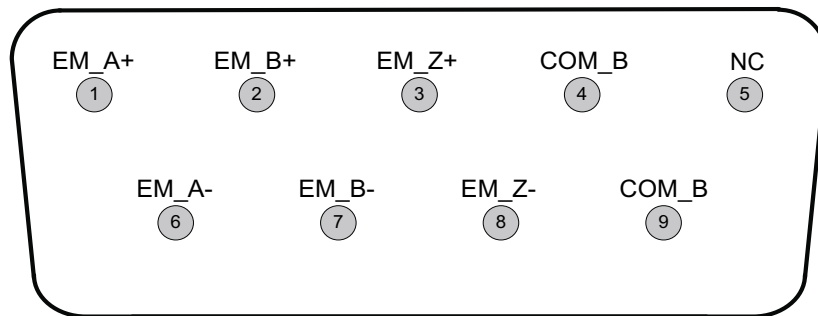 EM_A+ EM_B+ EM_Z+ COM_B NC
1 2 3 4 5
EM_A- EM_B- EM_Z- COM_B
6 7 8 9